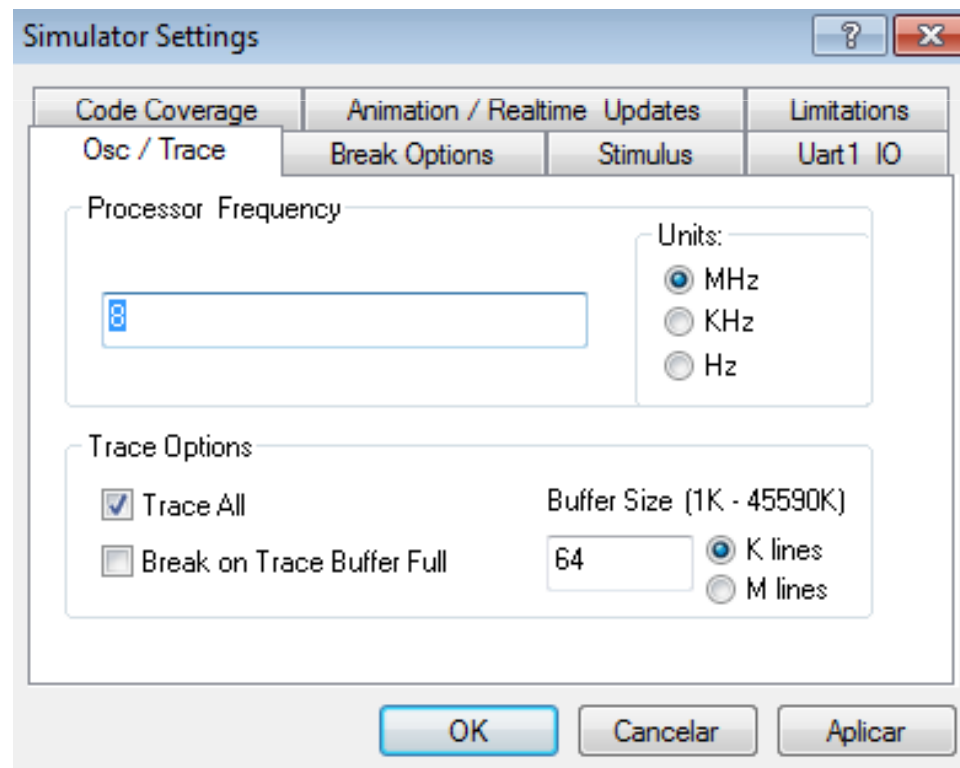 Simulator Settings
Code Coverage
Animation / Realtime Updates
Limitations
Osc / Trace
Break Options
Stimulus
Uart1 IO
Processor Frequency
8
Units:
MHz
KHz
Hz
Trace Options
Trace All
Break on Trace Buffer Full
Buffer Size (1K - 45590K)
64
K lines
M lines
OK
Cancelar
Aplicar